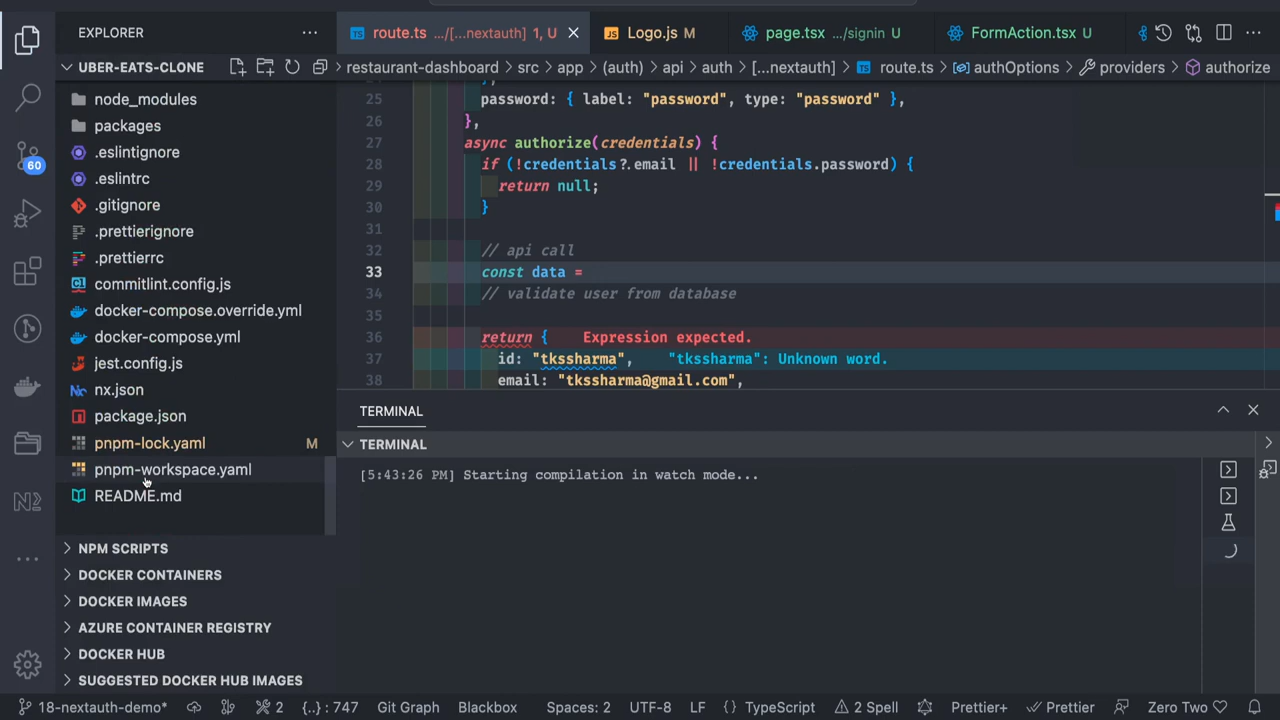 EXPLORER
route.ts .../[...nextauth] 1, U
Logo.js M
page.tsx .../signin U
FormAction.tsx U
UBER-EATS-CLONE
restaurant-dashboard > src > app > (auth) > api > auth > [...nextauth] > route.ts > authOptions > providers > authorize
node_modules
packages
.eslintignore
.eslintrc
.gitignore
.prettierignore
.prettierrc
commitlint.config.js
docker-compose.override.yml
docker-compose.yml
jest.config.js
nx.json
package.json
pnpm-lock.yaml M
pnpm-workspace.yaml
README.md
NPM SCRIPTS
DOCKER CONTAINERS
DOCKER IMAGES
AZURE CONTAINER REGISTRY
DOCKER HUB
SUGGESTED DOCKER HUB IMAGES
60
25 password: { label: "password", type: "password" },
26 },
27 async authorize(credentials) {
28 if (!credentials?.email || !credentials.password) {
29 return null;
30 }
31
32 // api call
33 const data =
34 // validate user from database
35
36 return { Expression expected.
37 id: "tkssharma", "tkssharma": Unknown word.
38 email: "tkssharma@gmail.com",
TERMINAL
TERMINAL
[5:43:26 PM] Starting compilation in watch mode...
18-nextauth-demo* 2 {..} : 747 Git Graph Blackbox Spaces: 2 UTF-8 LF {} TypeScript 2 Spell Prettier+ Prettier Zero Two